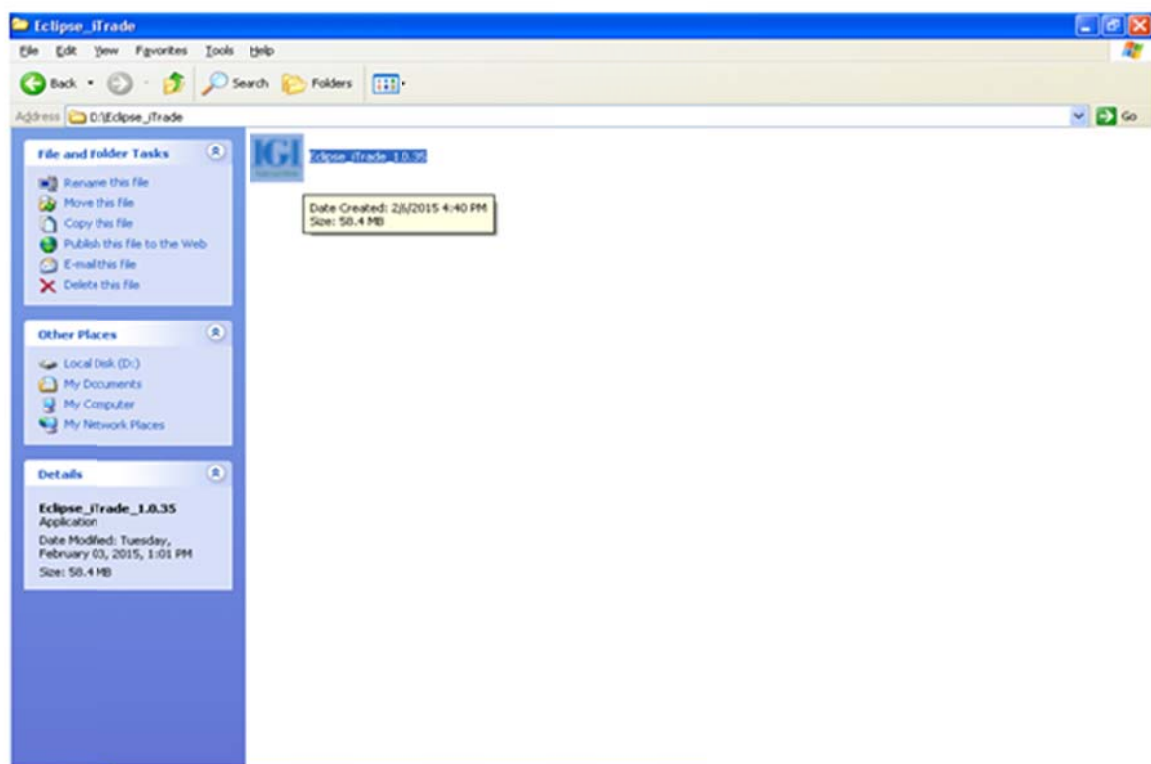 Eclipse_iTrade
File Edit View Favorites Tools Help
Back Search Folders
Address D:\Eclipse_iTrade Go
File and Folder Tasks
Rename this file
Move this file
Copy this file
Publish this file to the Web
E-mail this file
Delete this file
Other Places
Local Disk (D:)
My Documents
My Computer
My Network Places
Details
Eclipse_iTrade_1.0.35
Application
Date Modified: Tuesday,
February 03, 2015, 1:01 PM
Size: 58.4 MB
IGI
Eclipse_iTrade_1.0.35
Date Created: 2/6/2015 4:40 PM
Size: 58.4 MB